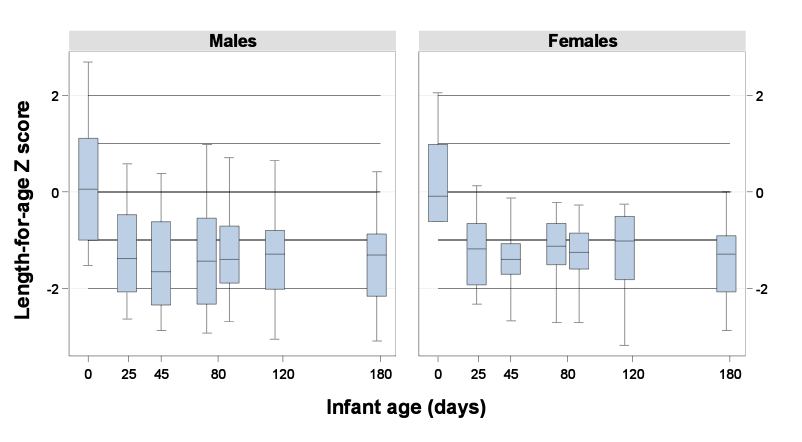 Males
Females
Length-for-age Z score
2
0
-2
2
0
-2
0 25 45 80 120 180
0 25 45 80 120 180
Infant age (days)